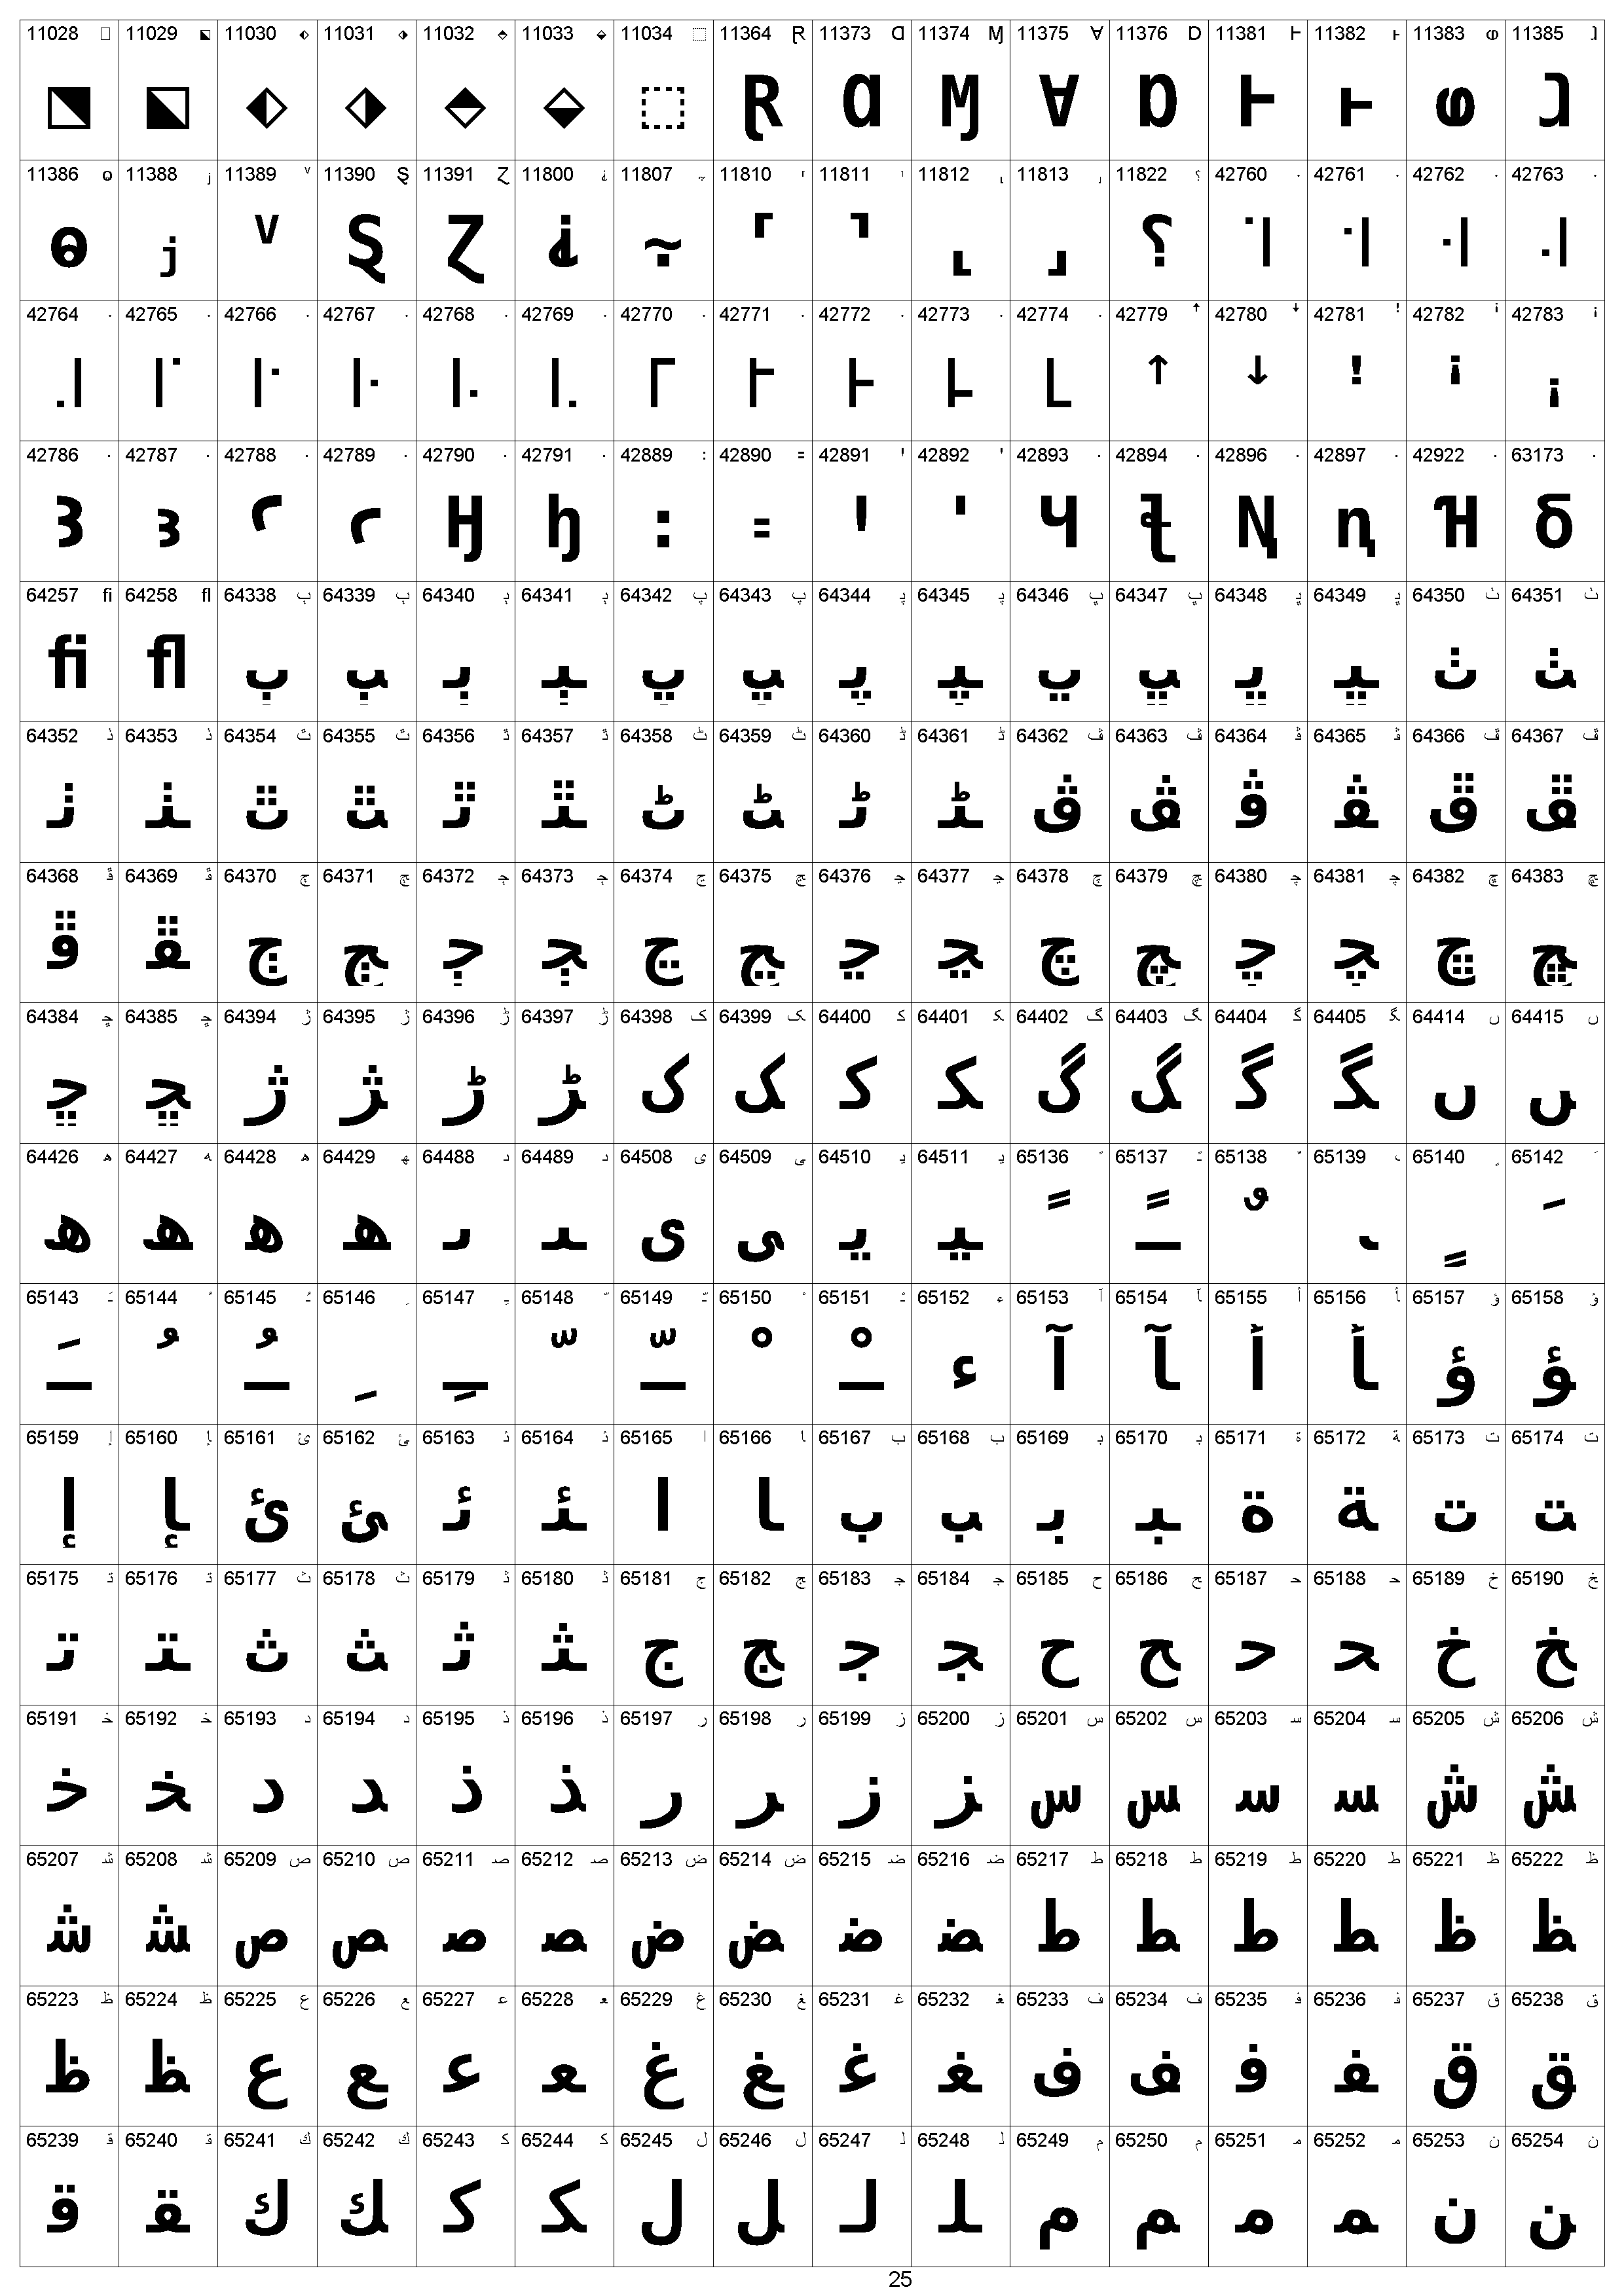 11028 □ 11029 ⬕ 11030 ⬖ 11031 ⬗ 11032 ⬘ 11033 ⬙ 11034 ⬚ 11364 Ɽ 11373 Ɑ 11374 Ɱ 11375 Ɐ 11376 D 11381 Ⱶ 11382 ⱶ 11383 ⱷ 11385 ⱹ
⬔ ⬕ ⬖ ⬗ ⬘ ⬙ ⬚ Ɽ Ɑ Ɱ Ɐ Ɒ Ⱶ ⱶ ⱷ ⱹ
11386 ⱺ 11388 ⱼ 11389 ⱽ 11390 Ȿ 11391 Ɀ 11800 ⸘ 11807 ⸟ 11810 ⸢ 11811 ⸣ 11812 ⸤ 11813 ⸥ 11822 ⸮ 42760 · 42761 · 42762 · 42763 ·
ⱺ ⱼ ⱽ Ȿ Ɀ ⸘ ⸟ ⸢ ⸣ ⸤ ⸥ ⸮ ꜈ ꜉ ꜊ ꜋
42764 · 42765 · 42766 · 42767 · 42768 · 42769 · 42770 · 42771 · 42772 · 42773 · 42774 · 42779 ꜛ 42780 ꜜ 42781 ꜝ 42782 ꜞ 42783 ꜟ
꜌ ꜍ ꜎ ꜏ ꜐ ꜑ ꜒ ꜓ ꜔ ꜕ ꜖ ꜛ ꜜ ꜝ ꜞ ꜟ
42786 · 42787 · 42788 · 42789 · 42790 · 42791 · 42889 ꞉ 42890 ꞊ 42891 Ꞌ 42892 ꞌ 42893 · 42894 · 42896 · 42897 · 42922 · 63173 ·
Ꜣ ꜣ Ꜥ ꜥ Ꜧ ꜧ ꞉ ꞊ Ꞌ ꞌ Ɥ ꞎ Ꞑ ꞑ Ɦ δ
64257 ﬁ 64258 ﬂ 64338 ﭒ 64339 ﭓ 64340 ﭔ 64341 ﭕ 64342 ﭖ 64343 ﭗ 64344 ﭘ 64345 ﭙ 64346 ﭚ 64347 ﭛ 64348 ﭜ 64349 ﭝ 64350 ﭞ 64351 ﭟ
ﬁ ﬂ ﭒ ﭓ ﭔ ﭕ ﭖ ﭗ ﭘ ﭙ ﭚ ﭛ ﭜ ﭝ ﭞ ﭟ
64352 ﭠ 64353 ﭡ 64354 ﭢ 64355 ﭣ 64356 ﭤ 64357 ﭥ 64358 ﭦ 64359 ﭧ 64360 ﭨ 64361 ﭩ 64362 ﭪ 64363 ﭫ 64364 ﭬ 64365 ﭭ 64366 ﭮ 64367 ﭯ
ﭠ ﭡ ﭢ ﭣ ﭤ ﭥ ﭦ ﭧ ﭨ ﭩ ﭪ ﭫ ﭬ ﭭ ﭮ ﭯ
64368 ﭰ 64369 ﭱ 64370 ﭲ 64371 ﭳ 64372 ﭴ 64373 ﭵ 64374 ﭶ 64375 ﭷ 64376 ﭸ 64377 ﭹ 64378 ﭺ 64379 ﭻ 64380 ﭼ 64381 ﭽ 64382 ﭾ 64383 ﭿ
ﭰ ﭱ ﭲ ﭳ ﭴ ﭵ ﭶ ﭷ ﭸ ﭹ ﭺ ﭻ ﭼ ﭽ ﭾ ﭿ
64384 ﮀ 64385 ﮁ 64394 ﮊ 64395 ﮋ 64396 ﮌ 64397 ﮍ 64398 ﮎ 64399 ﮏ 64400 ﮐ 64401 ﮑ 64402 ﮒ 64403 ﮓ 64404 ﮔ 64405 ﮕ 64414 ﮞ 64415 ﮟ
ﮀ ﮁ ﮊ ﮋ ﮌ ﮍ ﮎ ﮏ ﮐ ﮑ ﮒ ﮓ ﮔ ﮕ ﮞ ﮟ
64426 ﮪ 64427 ﮫ 64428 ﮬ 64429 ﮭ 64488 ﯨ 64489 ﯩ 64508 ﯼ 64509 ﯽ 64510 ﯾ 64511 ﯿ 65136 ﹰ 65137 ﹱ 65138 ﹲ 65139 ﹳ 65140 ﹴ 65142 ﹶ
ﮪ ﮫ ﮬ ﮭ ﯨ ﯩ ﯼ ﯽ ﯾ ﯿ ﹰ ﹱ ﹲ ﹳ ﹴ ﹶ
65143 ﹷ 65144 ﹸ 65145 ﹹ 65146 ﹺ 65147 ﹻ 65148 ﹼ 65149 ﹽ 65150 ﹾ 65151 ﹿ 65152 ﺀ 65153 ﺁ 65154 ﺂ 65155 ﺃ 65156 ﺄ 65157 ﺅ 65158 ﺆ
ﹷ ﹸ ﹹ ﹺ ﹻ ﹼ ﹽ ﹾ ﹿ ﺀ ﺁ ﺂ ﺃ ﺄ ﺅ ﺆ
65159 ﺇ 65160 ﺈ 65161 ﺉ 65162 ﺊ 65163 ﺋ 65164 ﺌ 65165 ﺍ 65166 ﺎ 65167 ﺏ 65168 ﺐ 65169 ﺑ 65170 ﺒ 65171 ﺓ 65172 ﺔ 65173 ﺕ 65174 ﺖ
ﺇ ﺈ ﺉ ﺊ ﺋ ﺌ ﺍ ﺎ ﺏ ﺐ ﺑ ﺒ ﺓ ﺔ ﺕ ﺖ
65175 ﺗ 65176 ﺘ 65177 ﺙ 65178 ﺚ 65179 ﺛ 65180 ﺜ 65181 ﺝ 65182 ﺞ 65183 ﺟ 65184 ﺠ 65185 ﺡ 65186 ﺢ 65187 ﺣ 65188 ﺤ 65189 ﺥ 65190 ﺦ
ﺗ ﺘ ﺙ ﺚ ﺛ ﺜ ﺝ ﺞ ﺟ ﺠ ﺡ ﺢ ﺣ ﺤ ﺥ ﺦ
65191 ﺧ 65192 ﺨ 65193 ﺩ 65194 ﺪ 65195 ﺫ 65196 ﺬ 65197 ﺭ 65198 ﺮ 65199 ﺯ 65200 ﺰ 65201 ﺱ 65202 ﺲ 65203 ﺳ 65204 ﺴ 65205 ﺵ 65206 ﺶ
ﺧ ﺨ ﺩ ﺪ ﺫ ﺬ ﺭ ﺮ ﺯ ﺰ ﺱ ﺲ ﺳ ﺴ ﺵ ﺶ
65207 ﺷ 65208 ﺸ 65209 ﺹ 65210 ﺺ 65211 ﺻ 65212 ﺼ 65213 ﺽ 65214 ﺾ 65215 ﺿ 65216 ﻀ 65217 ﻁ 65218 ﻂ 65219 ﻃ 65220 ﻄ 65221 ﻅ 65222 ﻆ
ﺷ ﺸ ﺹ ﺺ ﺻ ﺼ ﺽ ﺾ ﺿ ﻀ ﻁ ﻂ ﻃ ﻄ ﻅ ﻆ
65223 ﻇ 65224 ﻈ 65225 ﻉ 65226 ﻊ 65227 ﻋ 65228 ﻌ 65229 ﻍ 65230 ﻎ 65231 ﻏ 65232 ﻐ 65233 ﻑ 65234 ﻒ 65235 ﻓ 65236 ﻔ 65237 ﻕ 65238 ﻖ
ﻇ ﻈ ﻉ ﻊ ﻋ ﻌ ﻍ ﻎ ﻏ ﻐ ﻑ ﻒ ﻓ ﻔ ﻕ ﻖ
65239 ﻗ 65240 ﻘ 65241 ﻙ 65242 ﻚ 65243 ﻛ 65244 ﻜ 65245 ﻝ 65246 ﻞ 65247 ﻟ 65248 ﻠ 65249 ﻡ 65250 ﻢ 65251 ﻣ 65252 ﻤ 65253 ﻥ 65254 ﻦ
ﻗ ﻘ ﻙ ﻚ ﻛ ﻜ ﻝ ﻞ ﻟ ﻠ ﻡ ﻢ ﻣ ﻤ ﻥ ﻦ
25